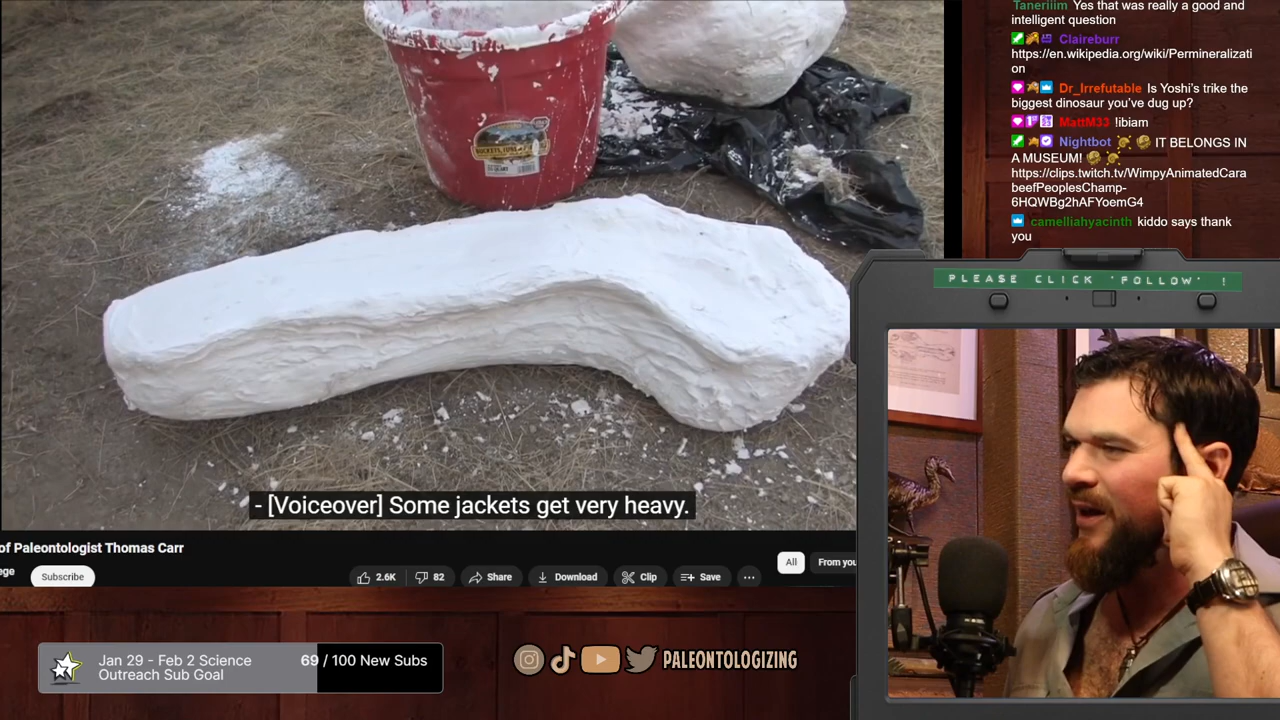 Taneriiim Yes that was really a good and
intelligent question
Claireburr
https://en.wikipedia.org/wiki/Permineralizati
on
Dr_Irrefutable Is Yoshi's trike the
biggest dinosaur you've dug up?
MattM33 !ibiam
Nightbot IT BELONGS IN
A MUSEUM!
https://clips.twitch.tv/WimpyAnimatedCara
beefPeoplesChamp-
6HQWBg2hAFYoemG4
camelliahyacinth kiddo says thank
you
PLEASE CLICK "FOLLOW" !
- [Voiceover] Some jackets get very heavy.
of Paleontologist Thomas Carr
ege
Subscribe
2.6K
82
Share
Download
Clip
Save
All
From you
Jan 29 - Feb 2 Science
Outreach Sub Goal
69 / 100 New Subs
PALEONTOLOGIZING